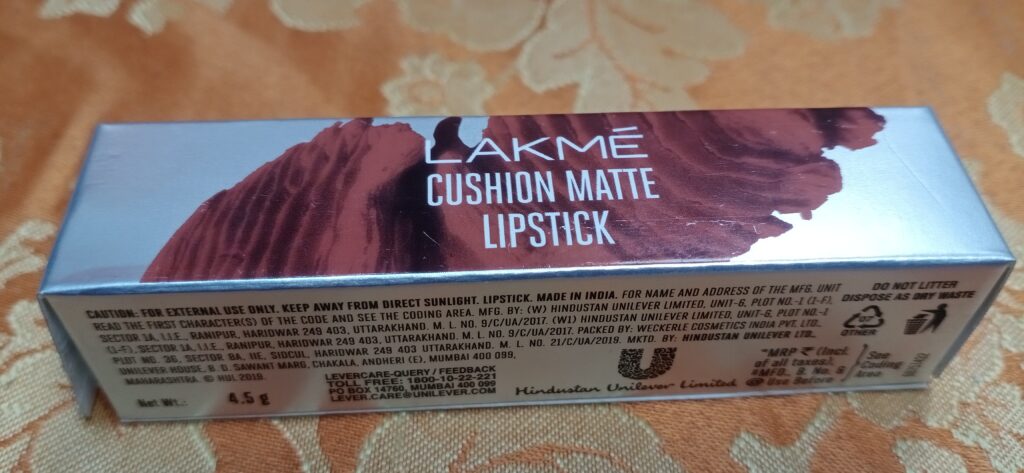 LAKMÉ
CUSHION MATTE
LIPSTICK
CAUTION: FOR EXTERNAL USE ONLY. KEEP AWAY FROM DIRECT SUNLIGHT. LIPSTICK. MADE IN INDIA. FOR NAME AND ADDRESS OF THE MFG. UNIT
READ THE FIRST CHARACTER(S) OF THE CODE AND SEE THE CODING AREA. MFG. BY: (W) HINDUSTAN UNILEVER LIMITED, UNIT-6, PLOT NO.-1 (1-F),
SECTOR 1A, I.I.E., RANIPUR, HARIDWAR 249 403, UTTARAKHAND. M. L. NO. 9/C/UA/2017. (W1) HINDUSTAN UNILEVER LIMITED, UNIT-6, PLOT NO.-1
(1-F), SECTOR 1A, I.I.E., RANIPUR, HARIDWAR 249 403, UTTARAKHAND. M. L. NO. 9/C/UA/2017. PACKED BY: WECKERLE COSMETICS INDIA PVT. LTD.,
PLOT NO. 36, SECTOR 8A, IIE, SIDCUL, HARIDWAR 249 403 UTTARAKHAND. M. L. NO. 21/C/UA/2019. MKTD. BY: HINDUSTAN UNILEVER LTD.,
UNILEVER HOUSE, B. D. SAWANT MARG, CHAKALA, ANDHERI (E), MUMBAI 400 099,
MAHARASHTRA © HUL 2019.
Net Wt.: 4.5 g
LEVERCARE-QUERY / FEEDBACK
TOLL FREE: 1800-10-22-221
PO BOX 14760, MUMBAI 400 099
LEVER.CARE@UNILEVER.COM
Hindustan Unilever Limited
DO NOT LITTER
DISPOSE AS DRY WASTE
OTHER
*MRP ₹ (Incl.
of all taxes).
#MFG. B. No. &
@ Use Before
See
Coding
Area